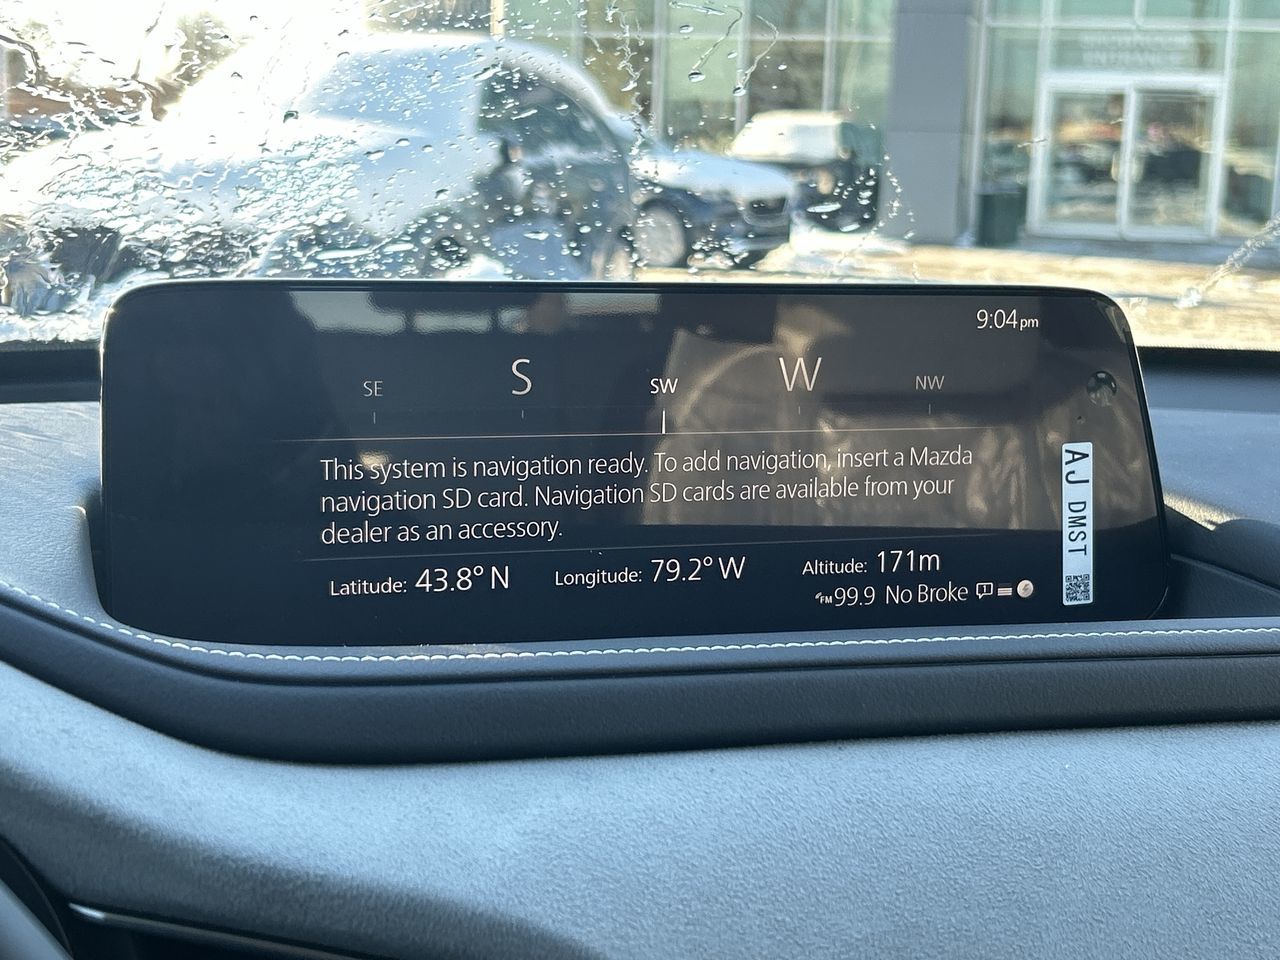 9:04 pm
SE S SW W NW
This system is navigation ready. To add navigation, insert a Mazda
navigation SD card. Navigation SD cards are available from your
dealer as an accessory.
Latitude: 43.8° N Longitude: 79.2° W Altitude: 171m
FM 99.9 No Broke
AJ DMST